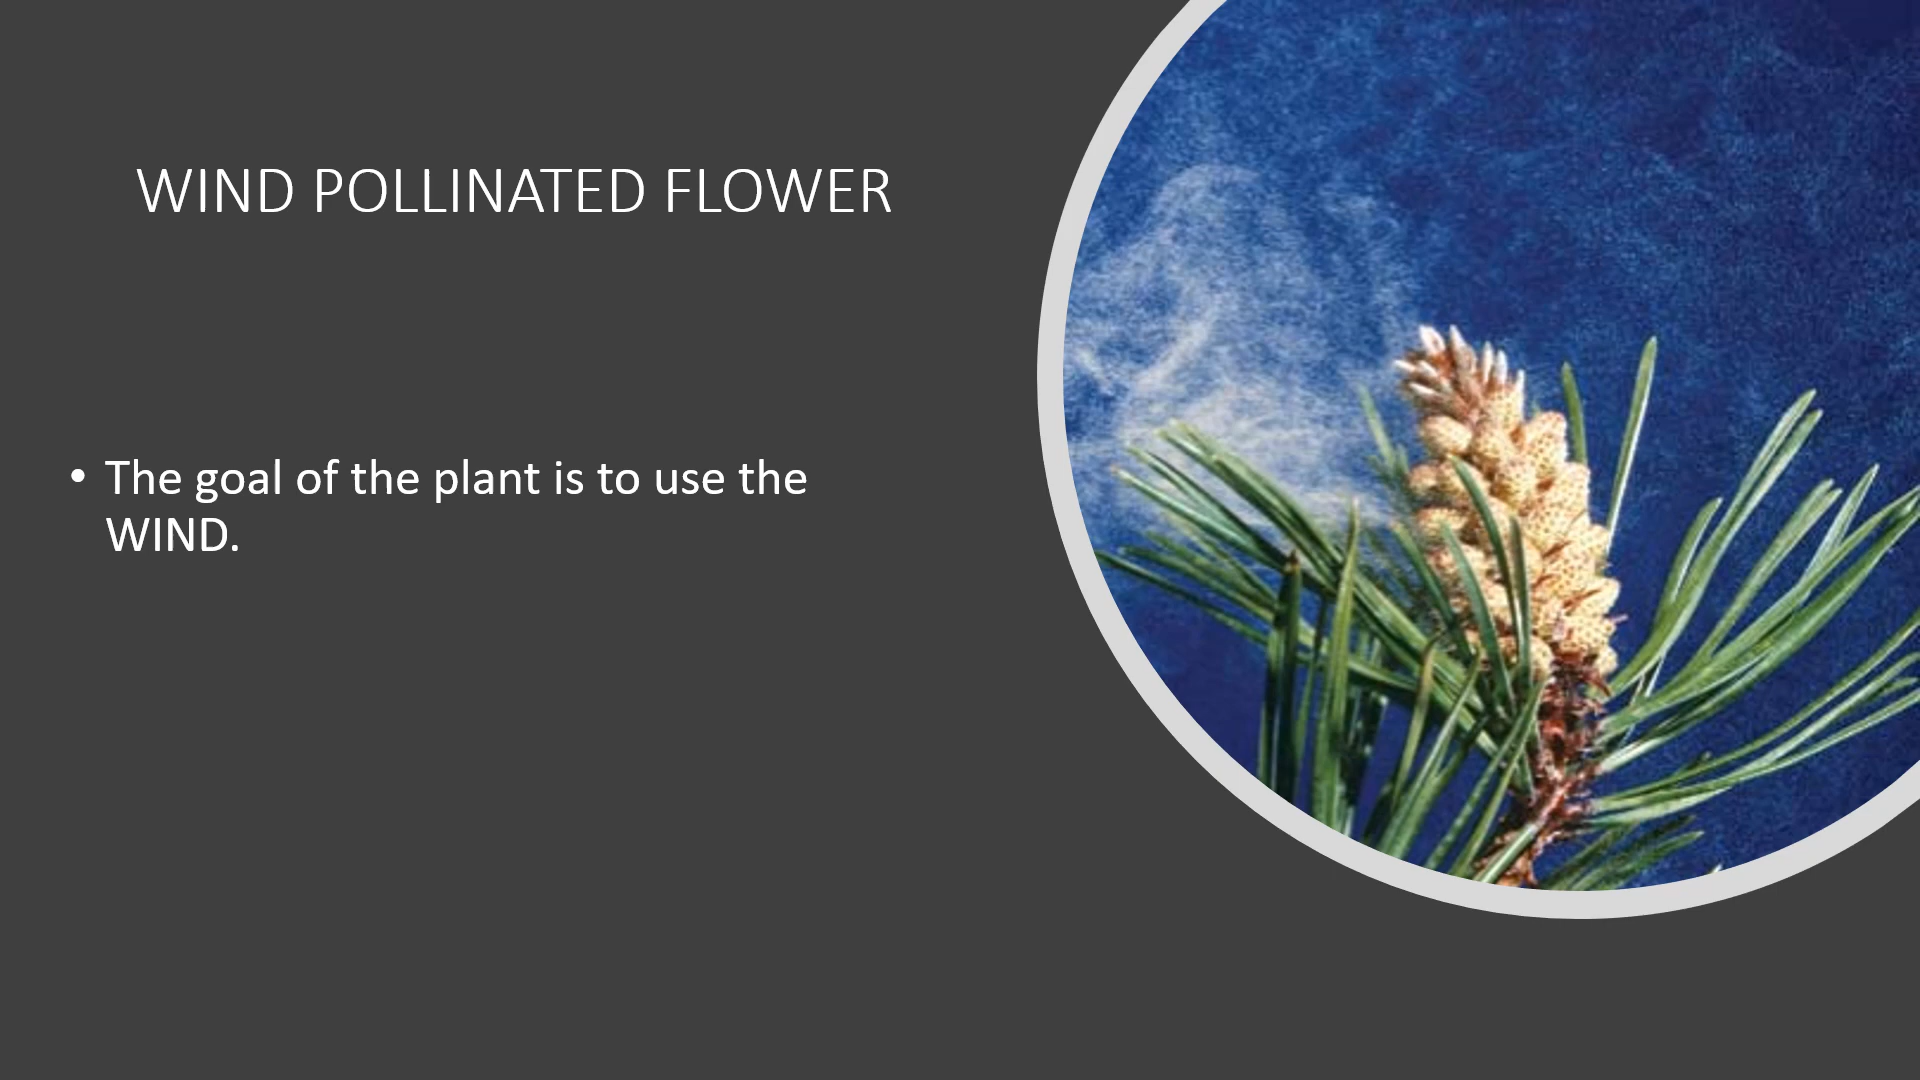 WIND POLLINATED FLOWER
• The goal of the plant is to use the
WIND.